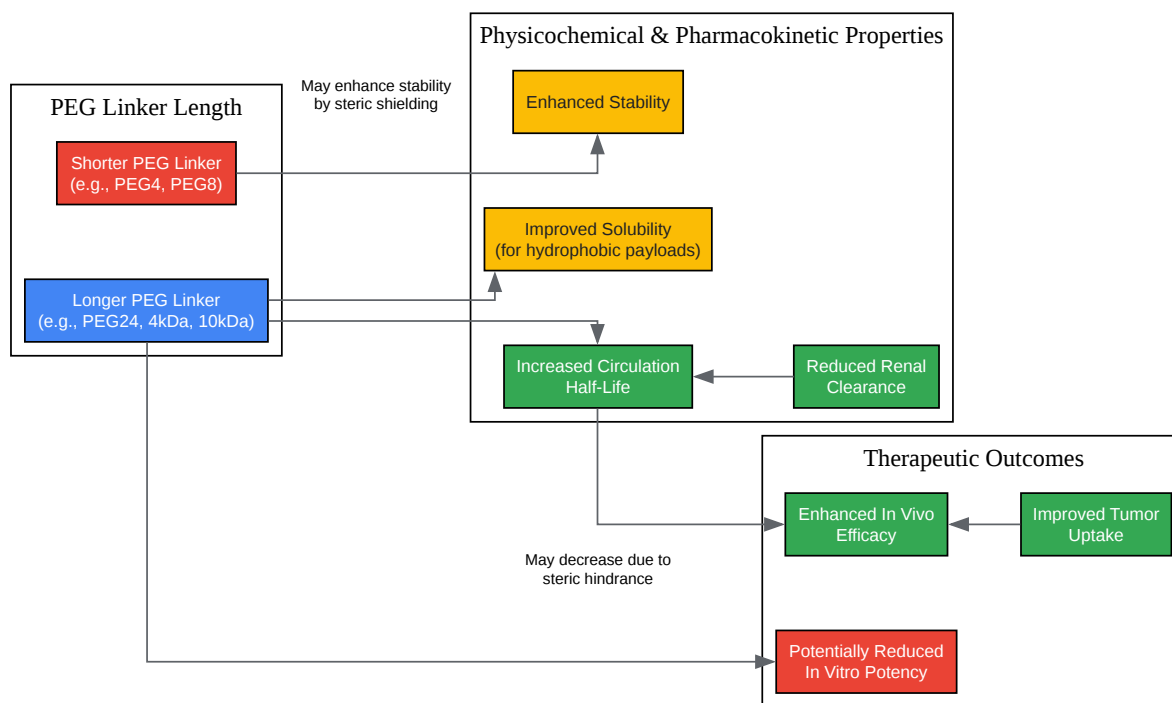 Physicochemical & Pharmacokinetic Properties
PEG Linker Length
May enhance stability
by steric shielding
Enhanced Stability
Shorter PEG Linker
(e.g., PEG4, PEG8)
Improved Solubility
(for hydrophobic payloads)
Longer PEG Linker
(e.g., PEG24, 4kDa, 10kDa)
Increased Circulation
Half-Life
Reduced Renal
Clearance
Therapeutic Outcomes
Enhanced In Vivo
Efficacy
Improved Tumor
Uptake
May decrease due to
steric hindrance
Potentially Reduced
In Vitro Potency